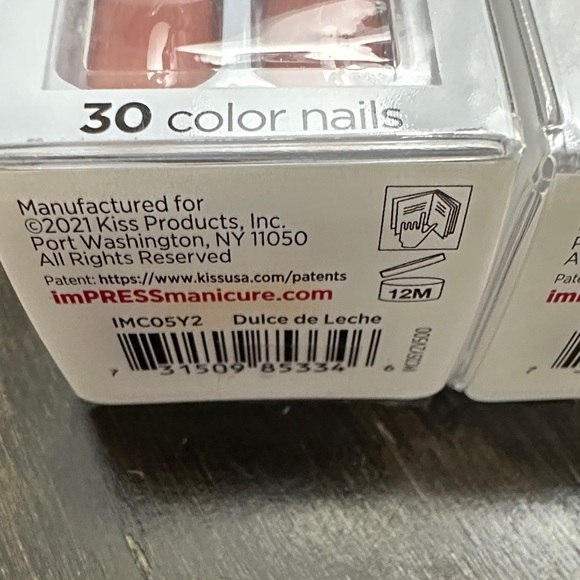 30 color nails
Manufactured for
©2021 Kiss Products, Inc.
Port Washington, NY 11050
All Rights Reserved
Patent: https://www.kissusa.com/patents
imPRESSmanicure.com
12M
IMC05Y2 Dulce de Leche
7 31509 85334 6